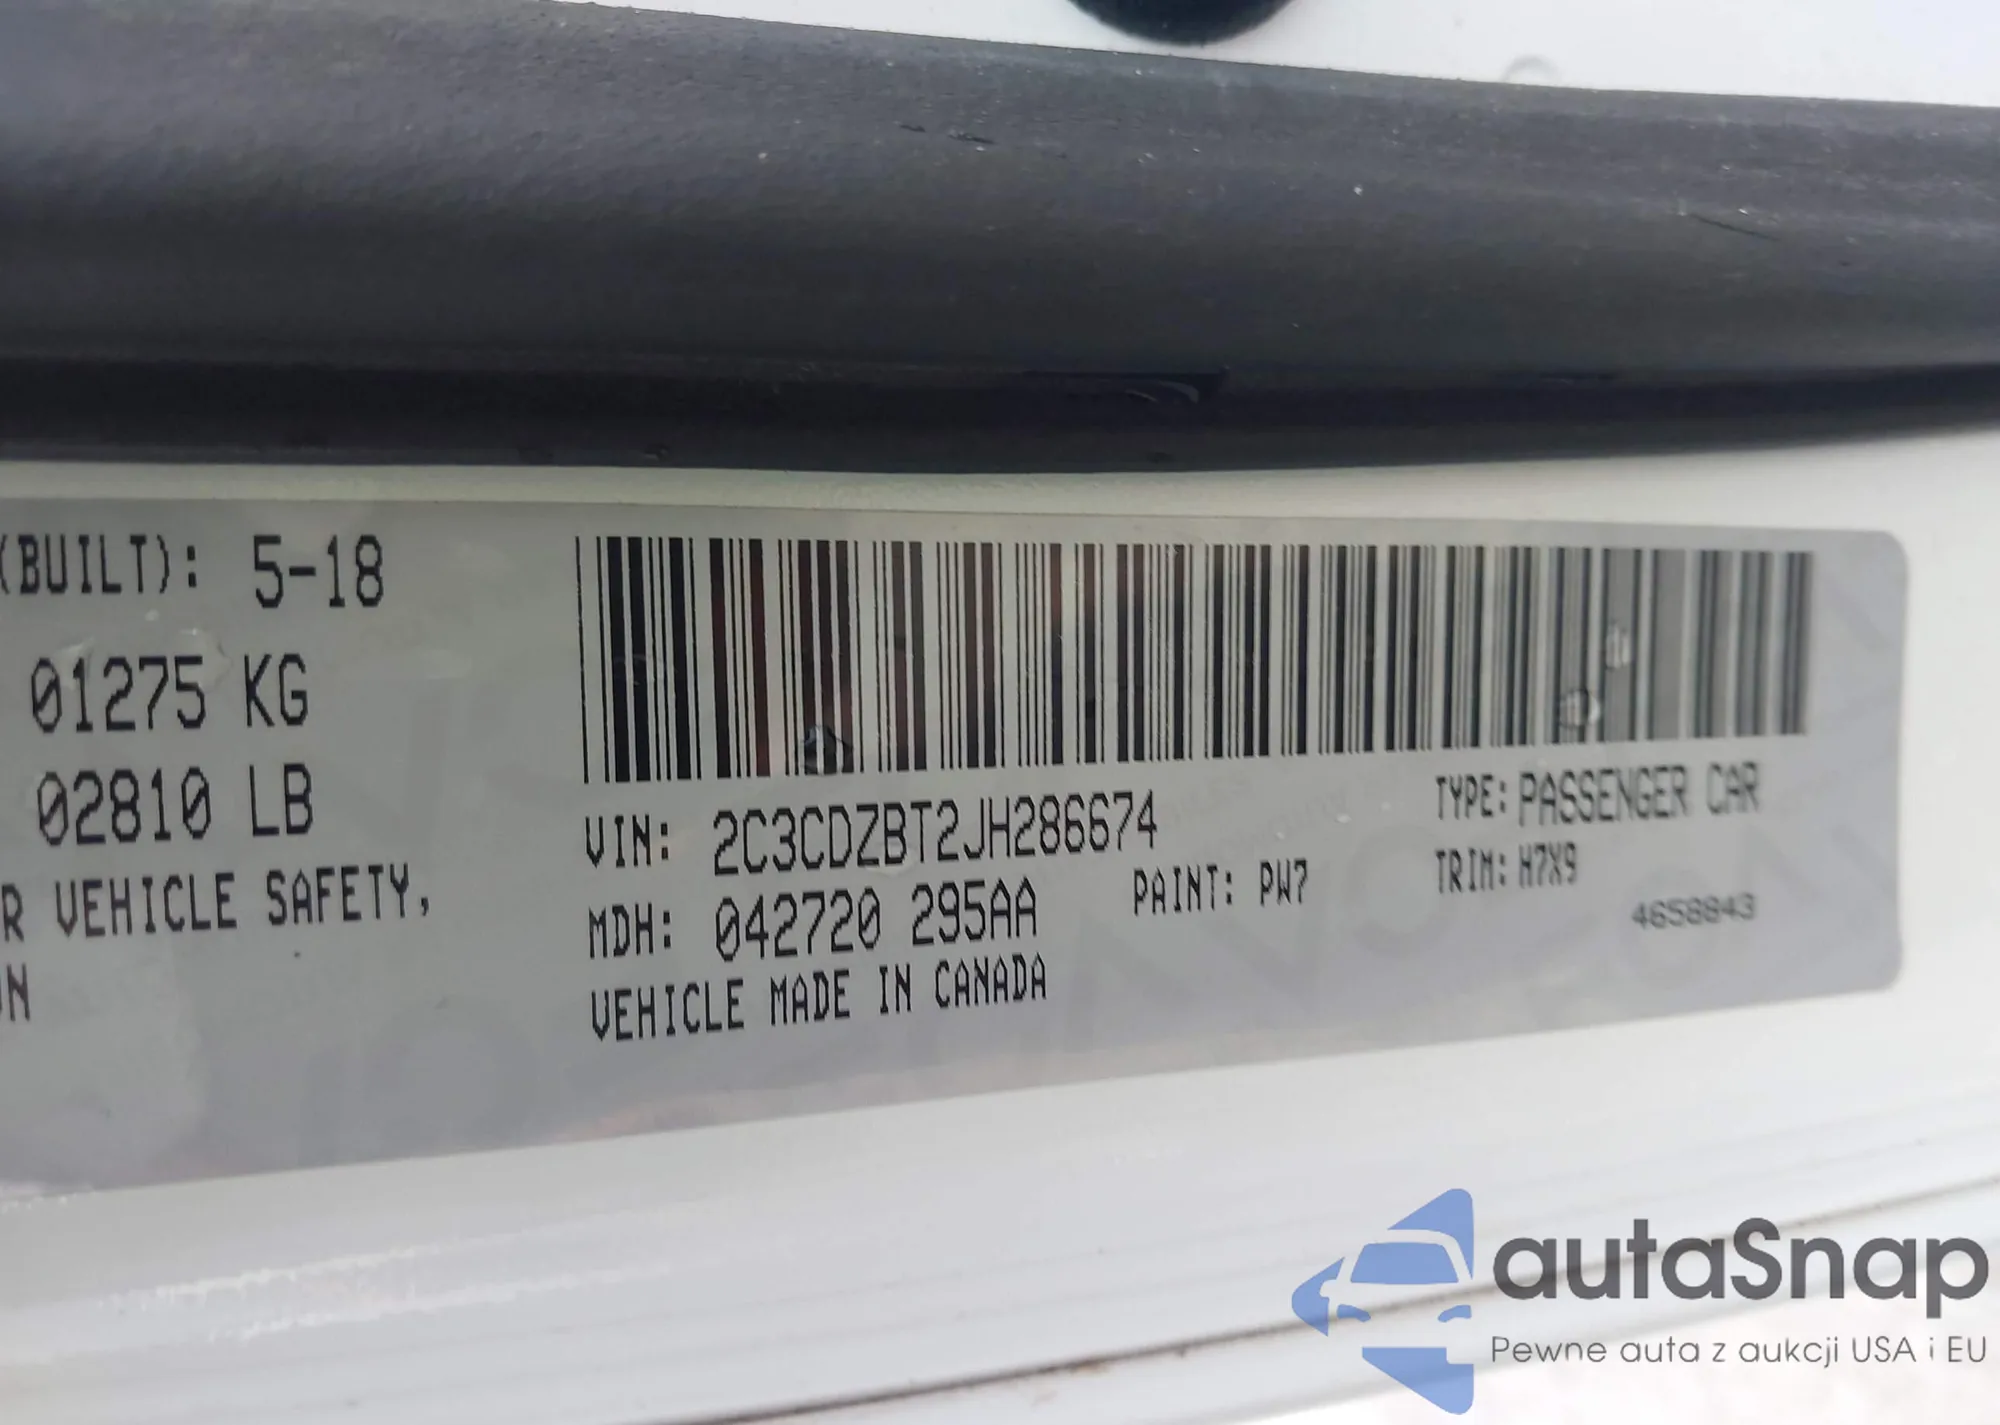 (BUILT): 5-18
01275 KG
02810 LB
R VEHICLE SAFETY,
ON
VIN: 2C3CDZBT2JH286674
TYPE: PASSENGER CAR
MDH: 042720 295AA
PAINT: PW7
TRIM: H7X9
VEHICLE MADE IN CANADA
4658843
autaSnap
Pewne auta z aukcji USA i EU